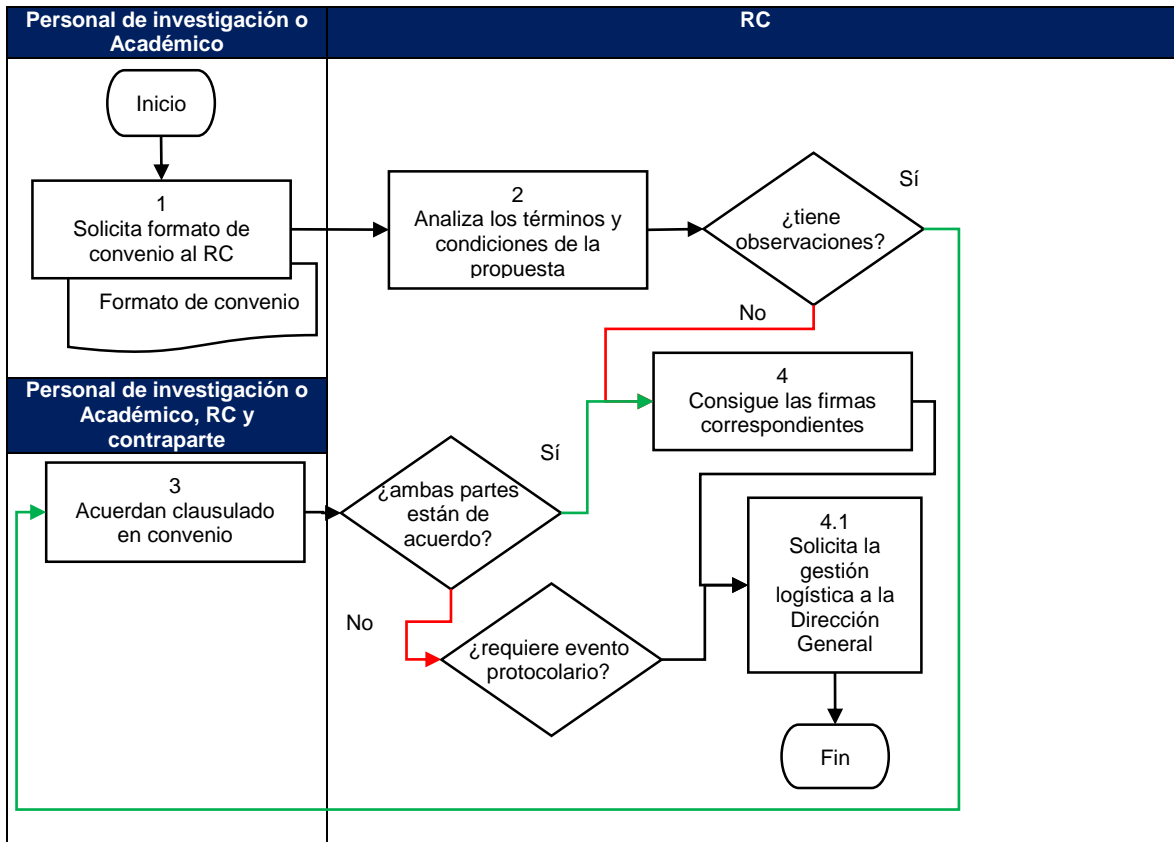 Personal de investigación o
Académico
RC
Inicio
1
Solicita formato de
convenio al RC
Formato de convenio
2
Analiza los términos y
condiciones de la
propuesta
¿tiene
observaciones?
Sí
No
4
Consigue las firmas
correspondientes
Personal de investigación o
Académico, RC y
contraparte
3
Acuerdan clausulado
en convenio
¿ambas partes
están de
acuerdo?
Sí
No
¿requiere evento
protocolario?
4.1
Solicita la
gestión
logística a la
Dirección
General
Fin